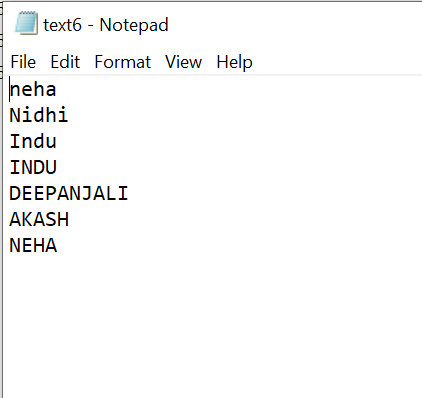 text6 - Notepad
File Edit Format View Help
neha
Nidhi
Indu
INDU
DEEPANJALI
AKASH
NEHA